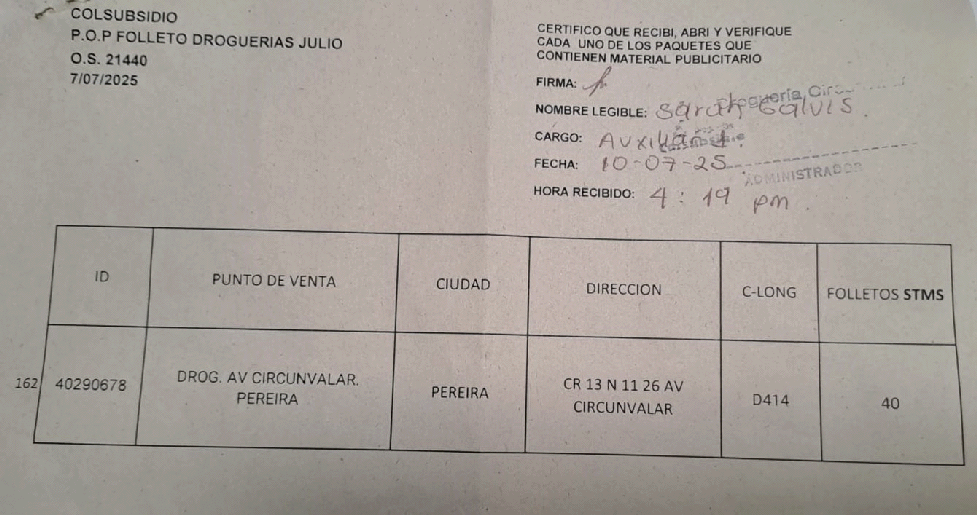 COLSUBSIDIO
P.O.P FOLLETO DROGUERIAS JULIO
O.S. 21440
7/07/2025
CERTIFICO QUE RECIBI, ABRI Y VERIFIQUE
CADA UNO DE LOS PAQUETES QUE
CONTIENEN MATERIAL PUBLICITARIO
FIRMA:
NOMBRE LEGIBLE: Sarah Galvis.
CARGO: Auxiliar
FECHA: 10-07-25
HORA RECIBIDO: 4:19 pm.
Droguería
ADMINISTRADOR
ID PUNTO DE VENTA CIUDAD DIRECCION C-LONG FOLLETOS STMS
162 40290678 DROG. AV CIRCUNVALAR. PEREIRA PEREIRA CR 13 N 11 26 AV CIRCUNVALAR D414 40